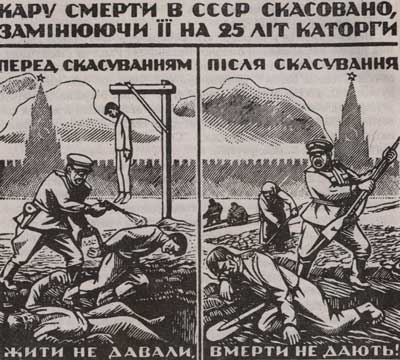 КАРУ СМЕРТИ В СССР СКАСОВАНО,
ЗАМІНЮЮЧИ ЇЇ НА 25 ЛІТ КАТОРГИ
ПЕРЕД СКАСУВАННЯМ
ПІСЛЯ СКАСУВАННЯ
ЖИТИ НЕ ДАВАЛИ,
ВМЕРТИ НЕ ДАЮТЬ!